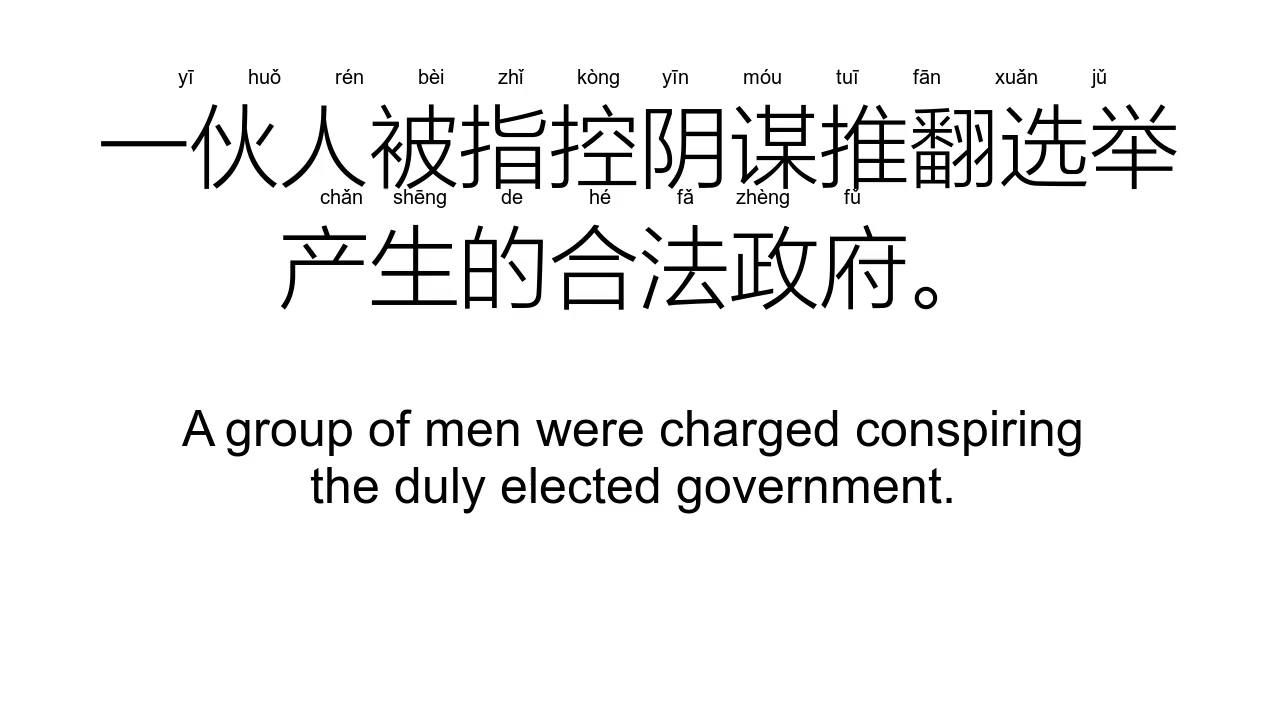 yī huǒ rén bèi zhǐ kòng yīn móu tuī fān xuǎn jǔ
一伙人被指控阴谋推翻选举
chǎn shēng de hé fǎ zhèng fǔ
产生的合法政府。
A group of men were charged conspiring
the duly elected government.